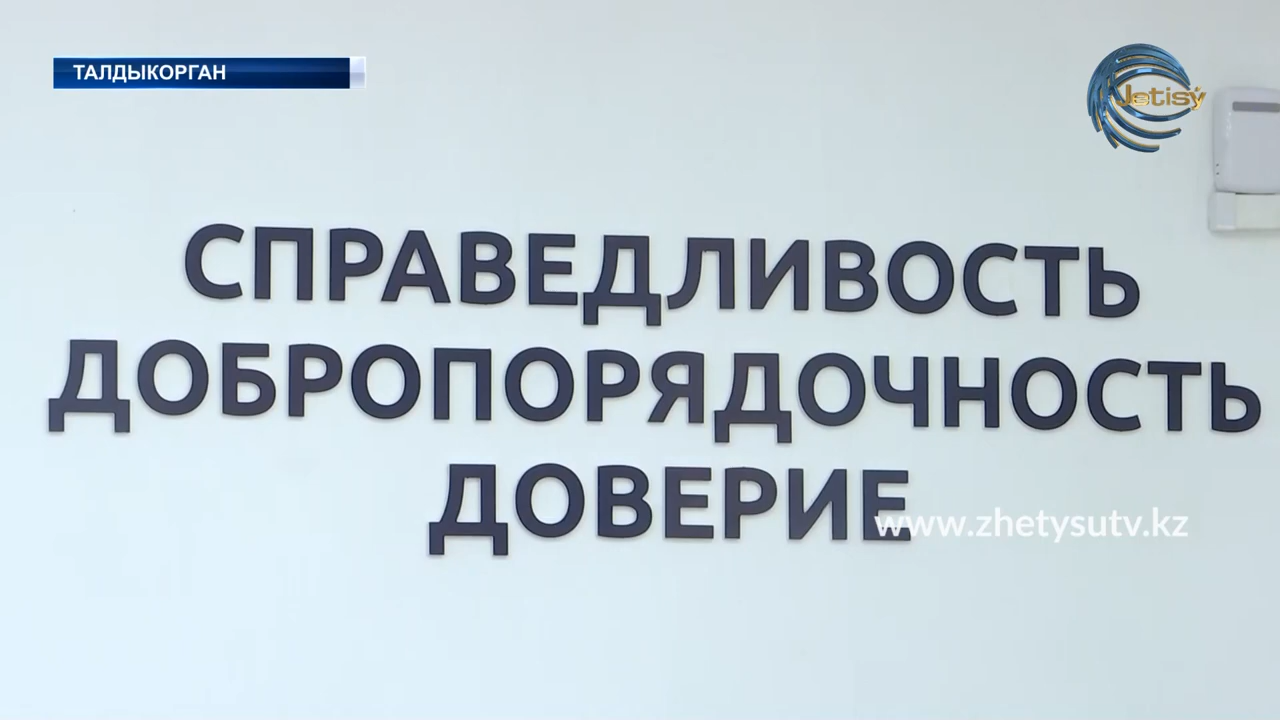 ТАЛДЫКОРГАН
Jetisý
СПРАВЕДЛИВОСТЬ
ДОБРОПОРЯДОЧНОСТЬ
ДОВЕРИЕ
www.zhetysutv.kz